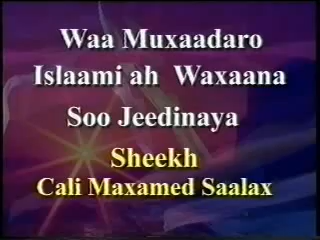 Waa Muxaadaro
Islaami ah Waxaana
Soo Jeedinaya
Sheekh
Cali Maxamed Saalax